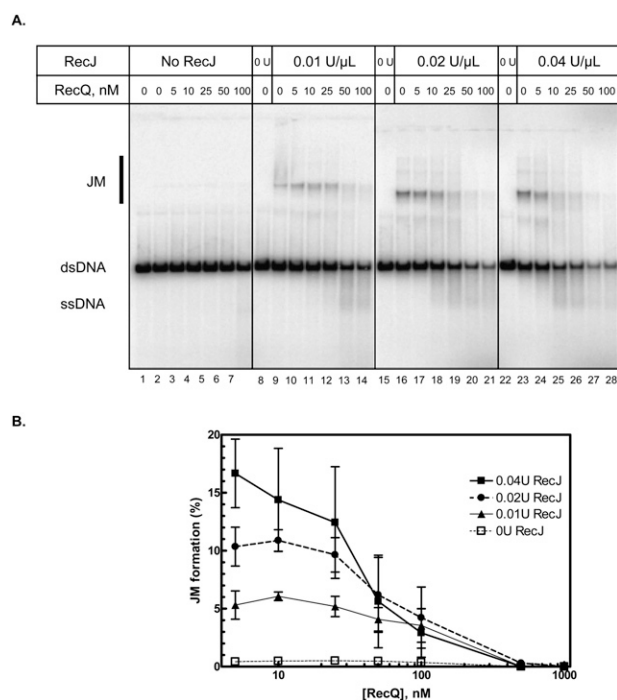 A.
RecJ No RecJ 0 U 0.01 U/µL 0 U 0.02 U/µL 0 U 0.04 U/µL
RecQ, nM 0 0 5 10 25 50 100 0 0 5 10 25 50 100 0 0 5 10 25 50 100 0 0 5 10 25 50 100
JM
dsDNA
ssDNA
1 2 3 4 5 6 7 8 9 10 11 12 13 14 15 16 17 18 19 20 21 22 23 24 25 26 27 28
B.
20
15
10
5
0
JM formation (%)
0.04U RecJ
0.02U RecJ
0.01U RecJ
0U RecJ
10 100 1000
[RecQ], nM